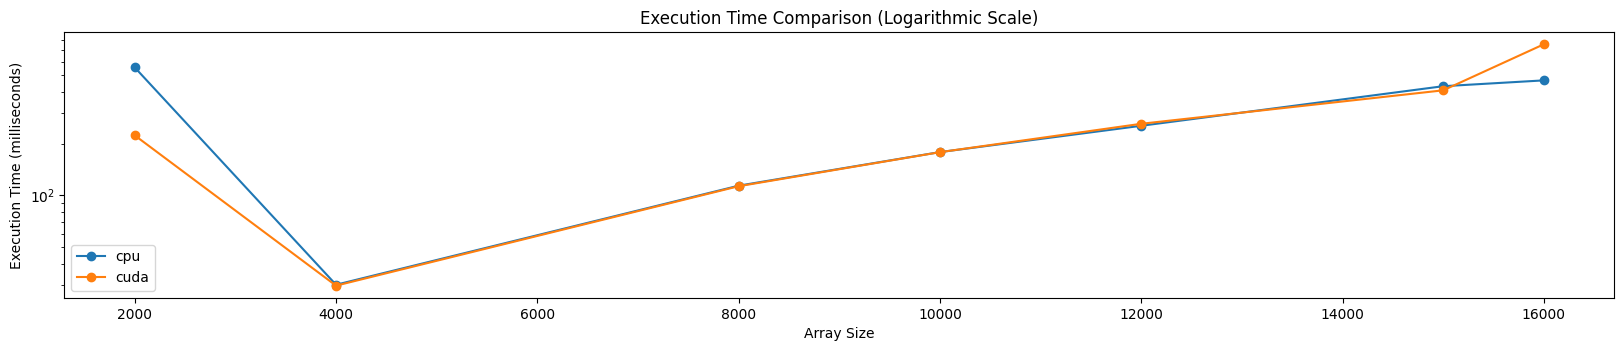 Execution Time Comparison (Logarithmic Scale)
Execution Time (milliseconds)
10²
cpu
cuda
2000 4000 6000 8000 10000 12000 14000 16000
Array Size